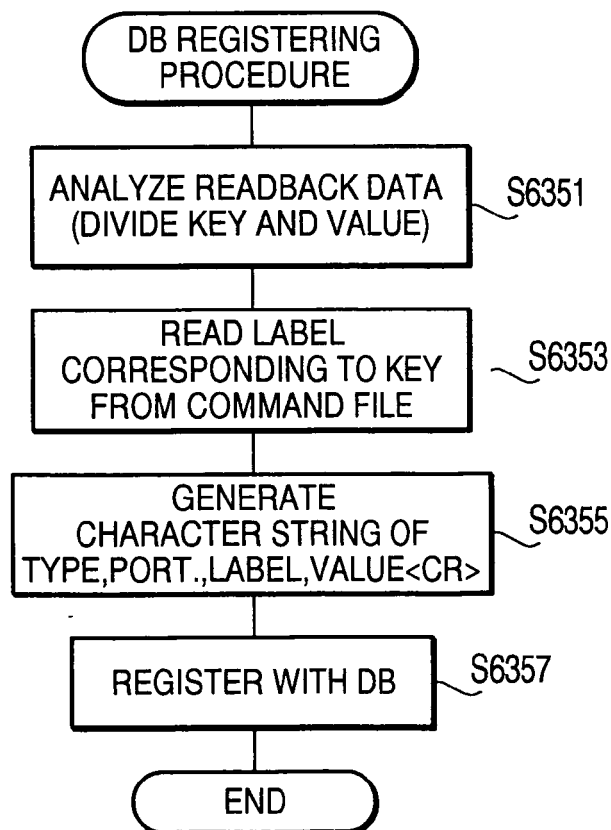 DB REGISTERING
PROCEDURE
ANALYZE READBACK DATA
(DIVIDE KEY AND VALUE)
S6351
READ LABEL
CORRESPONDING TO KEY
FROM COMMAND FILE
S6353
GENERATE
CHARACTER STRING OF
TYPE,PORT.,LABEL,VALUE<CR>
S6355
REGISTER WITH DB
S6357
END